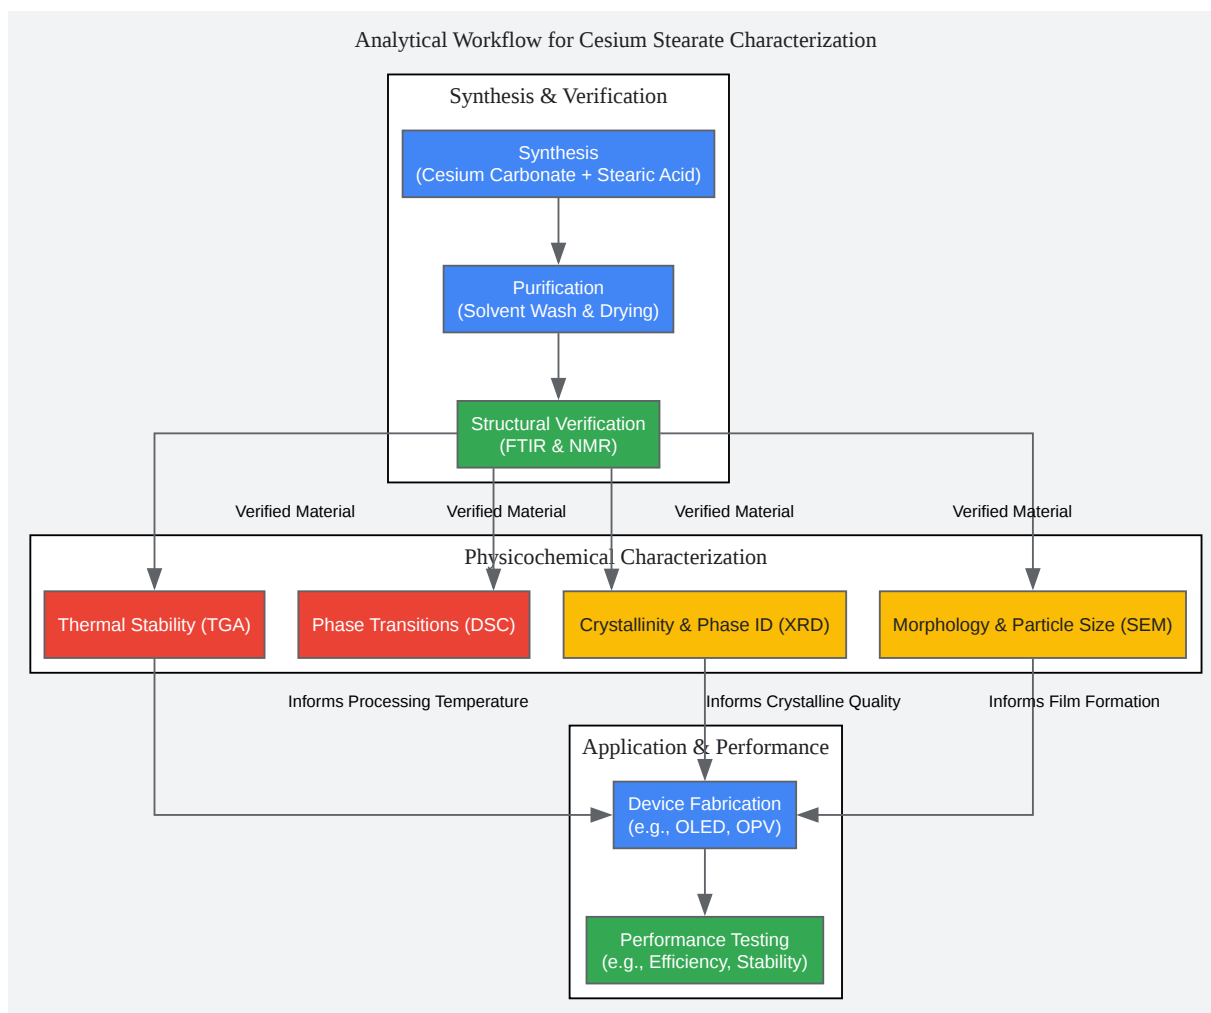 Analytical Workflow for Cesium Stearate Characterization
Synthesis & Verification
Synthesis
(Cesium Carbonate + Stearic Acid)
Purification
(Solvent Wash & Drying)
Structural Verification
(FTIR & NMR)
Verified Material
Verified Material
Verified Material
Verified Material
Physicochemical Characterization
Thermal Stability (TGA)
Phase Transitions (DSC)
Crystallinity & Phase ID (XRD)
Morphology & Particle Size (SEM)
Informs Processing Temperature
Informs Crystalline Quality
Informs Film Formation
Application & Performance
Device Fabrication
(e.g., OLED, OPV)
Performance Testing
(e.g., Efficiency, Stability)